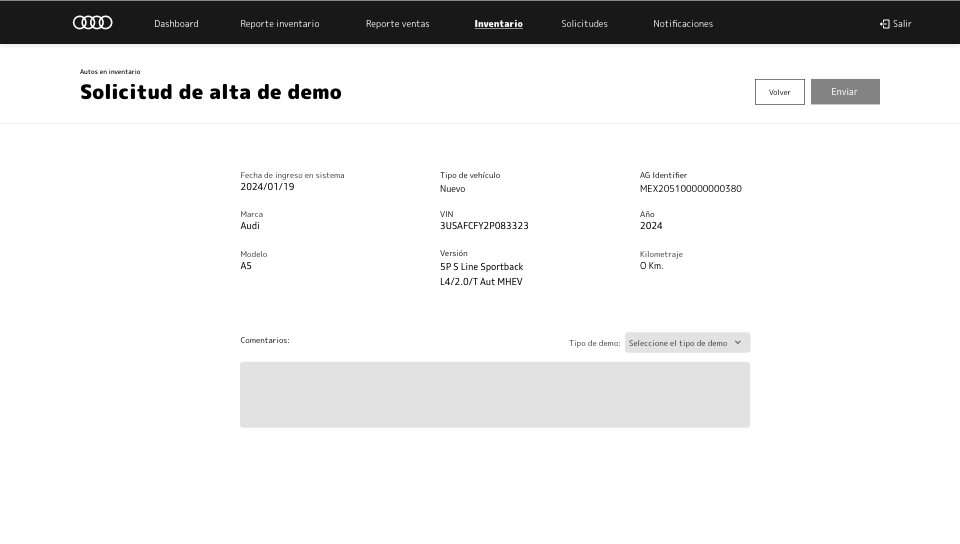 Dashboard
Reporte inventario
Reporte ventas
Inventario
Solicitudes
Notificaciones
Salir
Autos en inventario
Solicitud de alta de demo
Volver
Enviar
Fecha de ingreso en sistema
2024/01/19
Tipo de vehículo
Nuevo
AG Identifier
MEX205100000000380
Marca
Audi
VIN
3USAFCFY2P083323
Año
2024
Modelo
A5
Versión
5P S Line Sportback
L4/2.0/T Aut MHEV
Kilometraje
0 Km.
Comentarios:
Tipo de demo:
Seleccione el tipo de demo